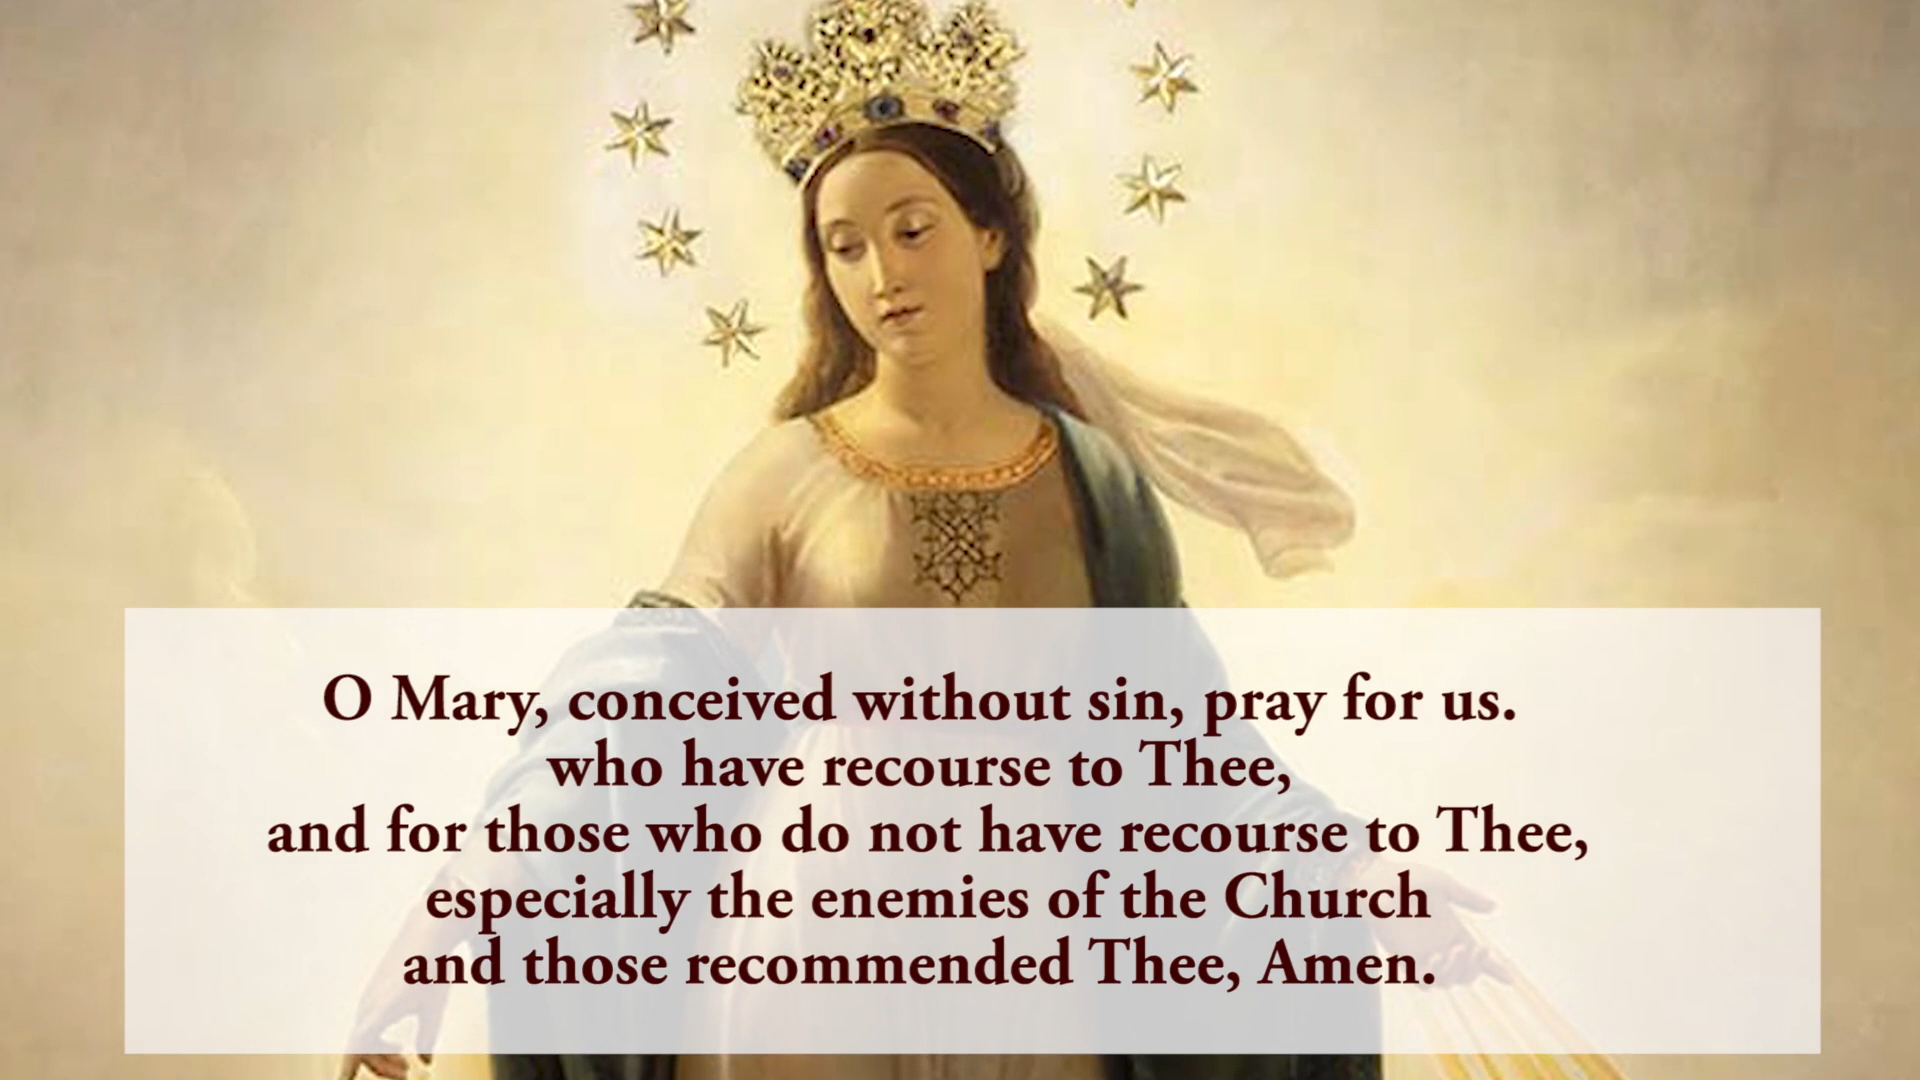 O Mary, conceived without sin, pray for us.
who have recourse to Thee,
and for those who do not have recourse to Thee,
especially the enemies of the Church
and those recommended Thee, Amen.